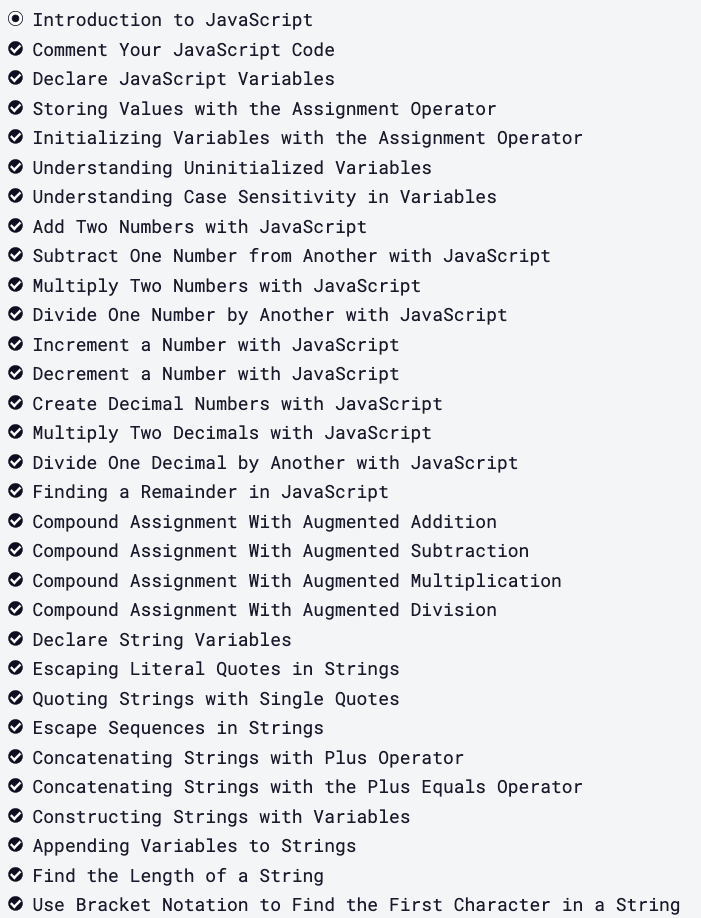 Introduction to JavaScript
Comment Your JavaScript Code
Declare JavaScript Variables
Storing Values with the Assignment Operator
Initializing Variables with the Assignment Operator
Understanding Uninitialized Variables
Understanding Case Sensitivity in Variables
Add Two Numbers with JavaScript
Subtract One Number from Another with JavaScript
Multiply Two Numbers with JavaScript
Divide One Number by Another with JavaScript
Increment a Number with JavaScript
Decrement a Number with JavaScript
Create Decimal Numbers with JavaScript
Multiply Two Decimals with JavaScript
Divide One Decimal by Another with JavaScript
Finding a Remainder in JavaScript
Compound Assignment With Augmented Addition
Compound Assignment With Augmented Subtraction
Compound Assignment With Augmented Multiplication
Compound Assignment With Augmented Division
Declare String Variables
Escaping Literal Quotes in Strings
Quoting Strings with Single Quotes
Escape Sequences in Strings
Concatenating Strings with Plus Operator
Concatenating Strings with the Plus Equals Operator
Constructing Strings with Variables
Appending Variables to Strings
Find the Length of a String
Use Bracket Notation to Find the First Character in a String